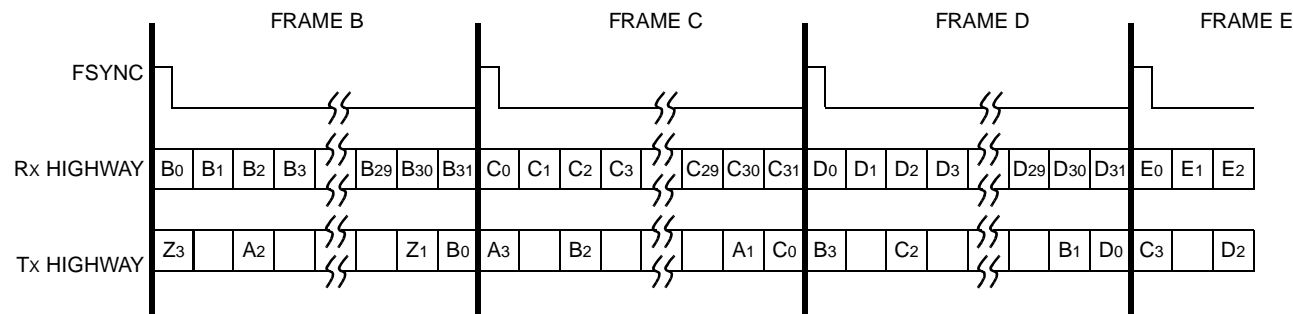 FRAME B FRAME C FRAME D FRAME E
FSYNC
RX HIGHWAY B0 B1 B2 B3 B29 B30 B31 C0 C1 C2 C3 C29 C30 C31 D0 D1 D2 D3 D29 D30 D31 E0 E1 E2
TX HIGHWAY Z3 A2 Z1 B0 A3 B2 A1 C0 B3 C2 B1 D0 C3 D2